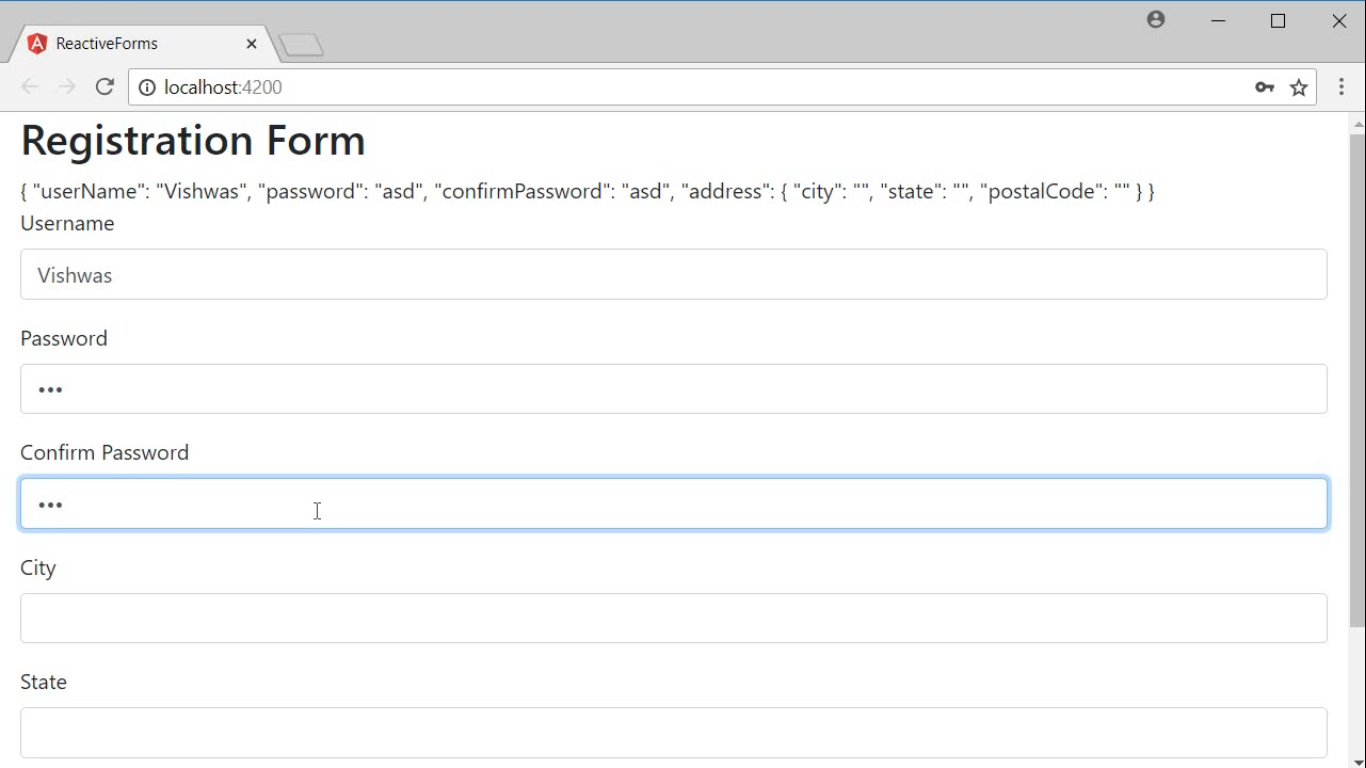 ReactiveForms
localhost:4200
Registration Form
{ "userName": "Vishwas", "password": "asd", "confirmPassword": "asd", "address": { "city": "", "state": "", "postalCode": "" } }
Username
Vishwas
Password
•••
Confirm Password
•••
City
State